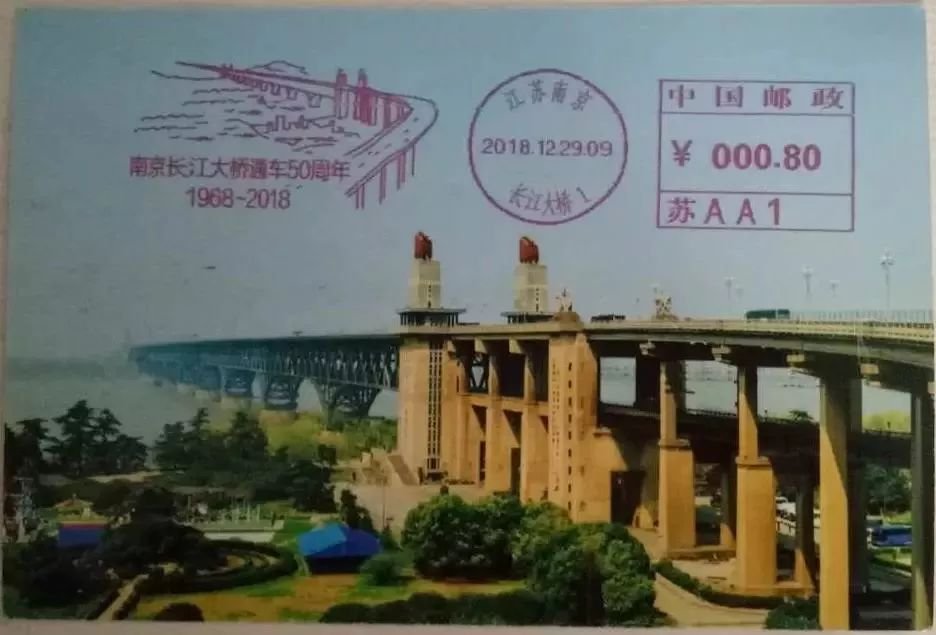 南京长江大桥通车50周年
1968-2018
江苏南京
2018.12.29.09
长江大桥 1
中国邮政
¥ 000.80
苏AA1